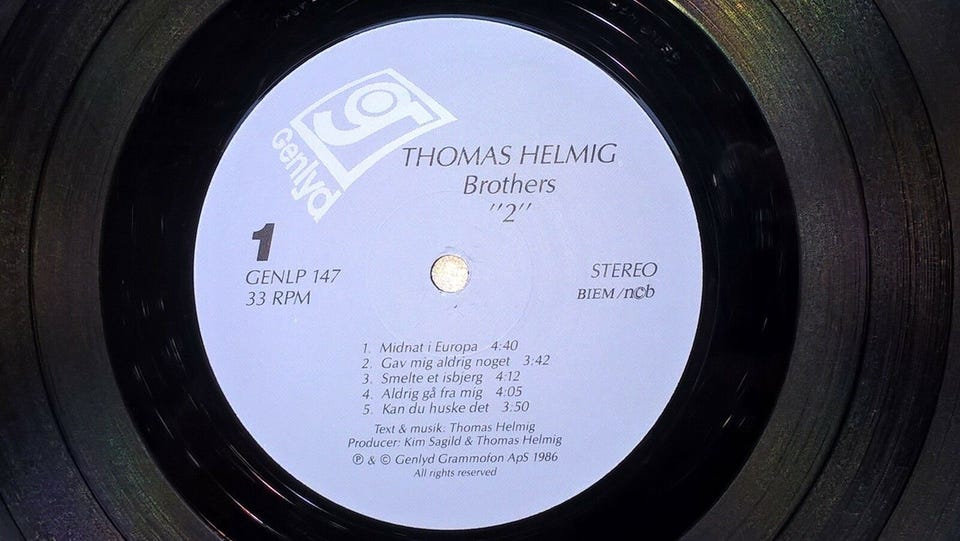 Genlyd
THOMAS HELMIG
Brothers
"2"
1
GENLP 147
33 RPM
STEREO
BIEM/ncb
1. Midnat i Europa 4:40
2. Gav mig aldrig noget 3:42
3. Smelte et isbjerg 4:12
4. Aldrig gå fra mig 4:05
5. Kan du huske det 3:50
Text & musik: Thomas Helmig
Producer: Kim Sagild & Thomas Helmig
℗ & © Genlyd Grammofon ApS 1986
All rights reserved